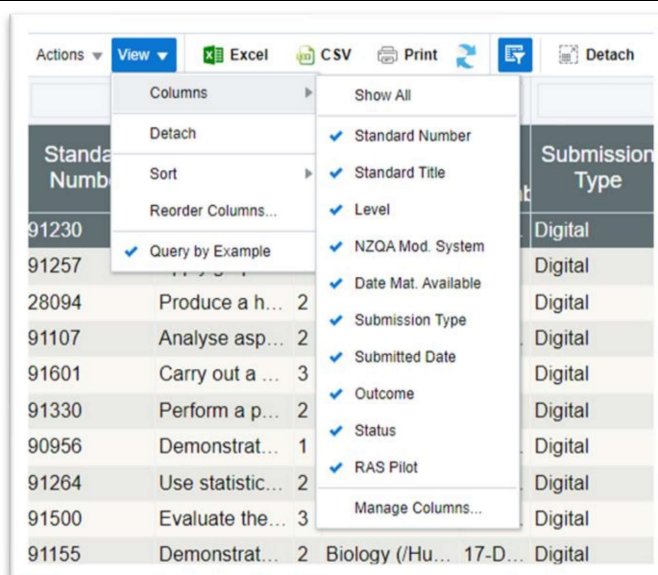 Actions View Excel CSV Print Detach
Columns
Detach
Sort
Reorder Columns...
Query by Example
Show All
Standard Number
Standard Title
Level
NZQA Mod. System
Date Mat. Available
Submission Type
Submitted Date
Outcome
Status
RAS Pilot
Manage Columns...
Submission
Type
91230 Digital
91257 Digital
28094 Produce a h... 2 Digital
91107 Analyse asp... 2 Digital
91601 Carry out a ... 3 Digital
91330 Perform a p... 2 Digital
90956 Demonstrat... 1 Digital
91264 Use statistic... 2 Digital
91500 Evaluate the... 3 Digital
91155 Demonstrat... 2 Biology (/Hu... 17-D... Digital